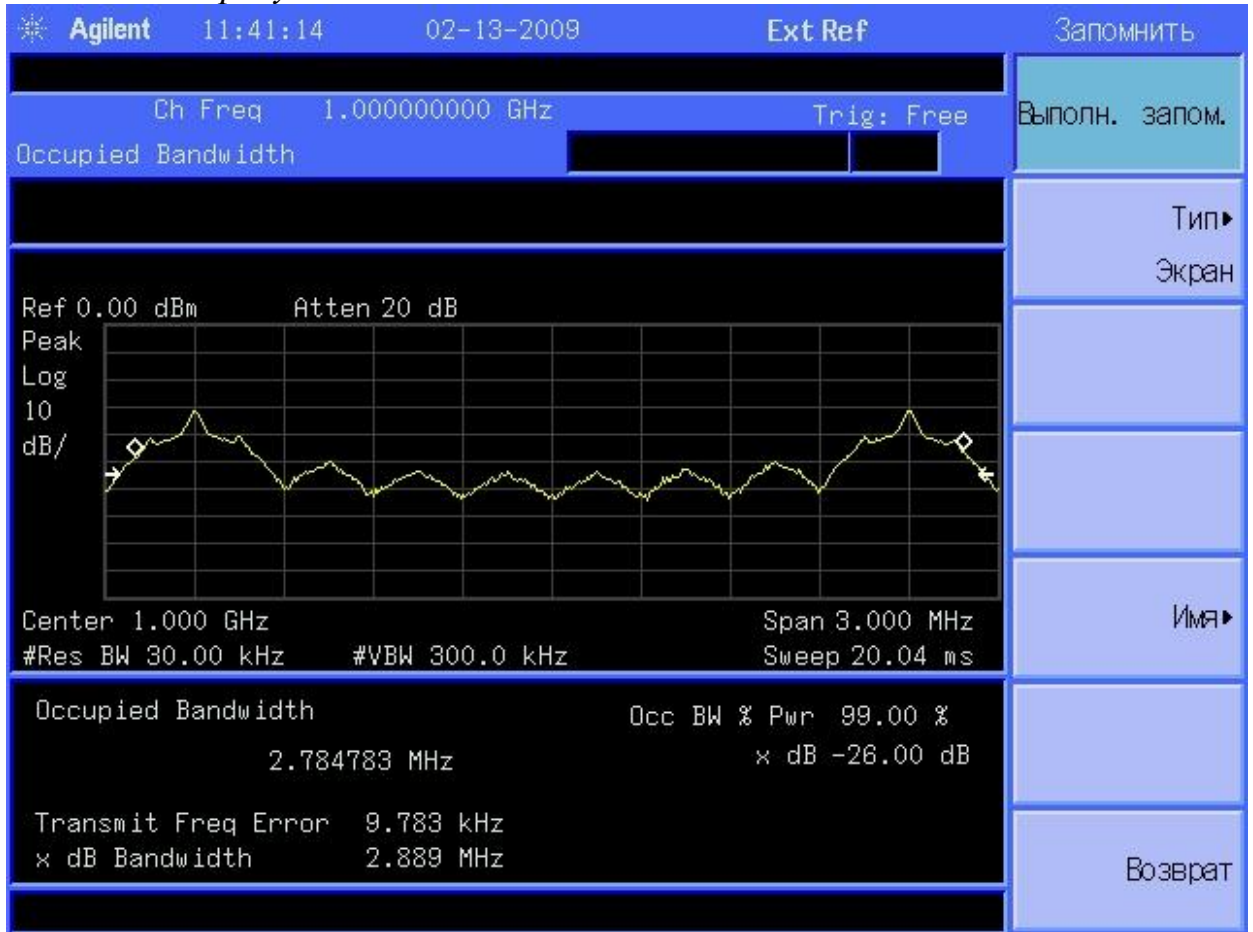 Agilent 11:41:14 02-13-2009 Ext Ref
Ch Freq 1.000000000 GHz Trig: Free
Occupied Bandwidth
Ref 0.00 dBm Atten 20 dB
Peak
Log
10
dB/
Center 1.000 GHz Span 3.000 MHz
#Res BW 30.00 kHz #VBW 300.0 kHz Sweep 20.04 ms
Occupied Bandwidth Occ BW % Pwr 99.00 %
2.784783 MHz x dB -26.00 dB
Transmit Freq Error 9.783 kHz
x dB Bandwidth 2.889 MHz
Запомнить
Выполн. запом.
Тип
Экран
Имя
Возврат